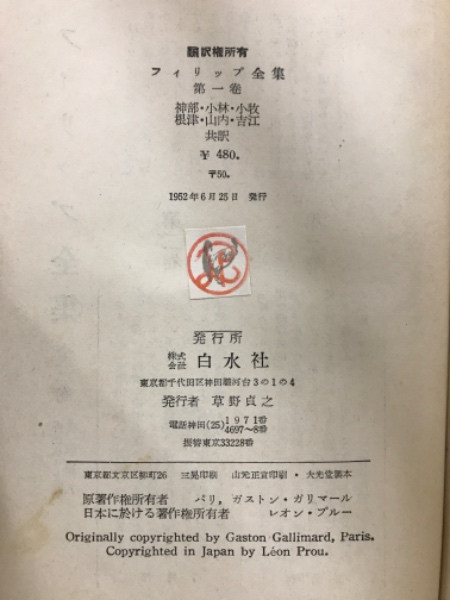 飜訳権所有
フィリップ全集
第一巻
神部・小林・小牧
根津・山内・吉江
共訳
¥ 480.
〒50.
1952年6月25日 発行
発行所
株式会社 白水社
東京都千代田区神田駿河台3の1の4
発行者 草野貞之
電話神田(25) 1971番 4697〜8番
振替東京33228番
東京都文京区柳町26 三晃印刷 山元正宜印刷・大光堂製本
原著作権所有者 パリ, ガストン・ガリマール
日本に於ける著作権所有者 レオン・プルー
Originally copyrighted by Gaston Gallimard, Paris.
Copyrighted in Japan by Léon Prou.